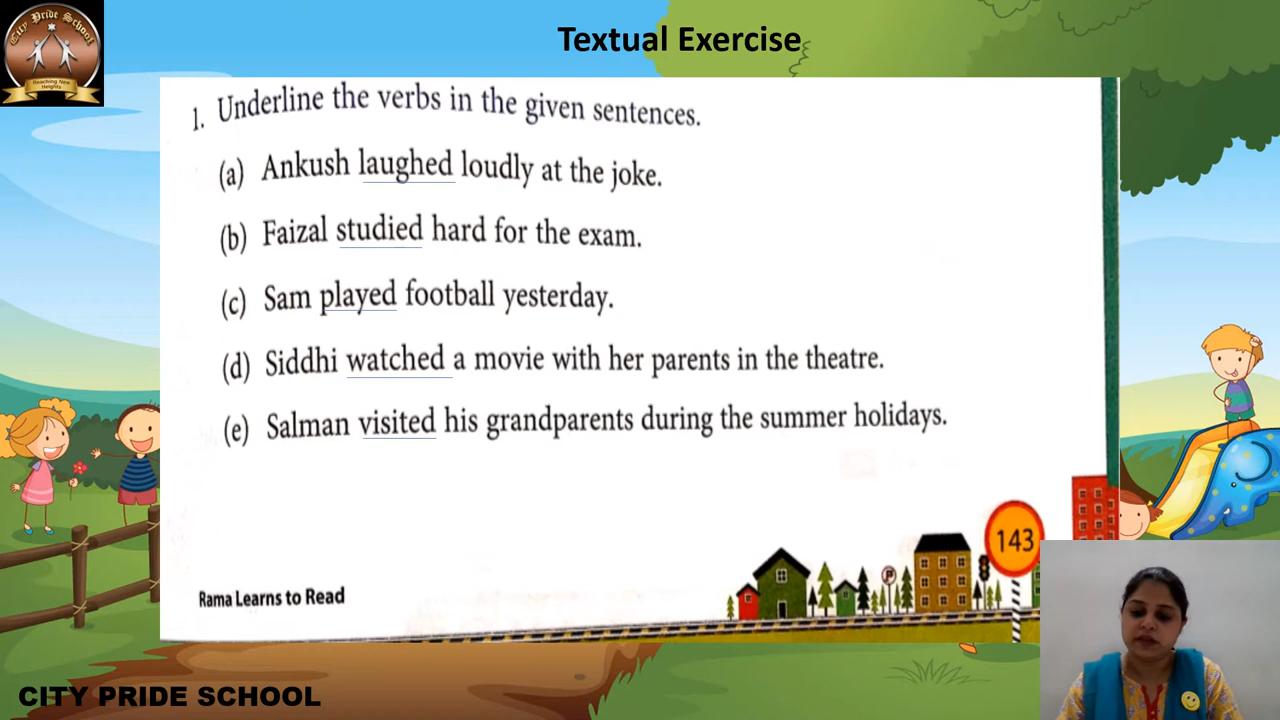 City Pride School
Reaching New
Heights
Textual Exercise
1. Underline the verbs in the given sentences.
(a) Ankush laughed loudly at the joke.
(b) Faizal studied hard for the exam.
(c) Sam played football yesterday.
(d) Siddhi watched a movie with her parents in the theatre.
(e) Salman visited his grandparents during the summer holidays.
P
143
Rama Learns to Read
CITY PRIDE SCHOOL